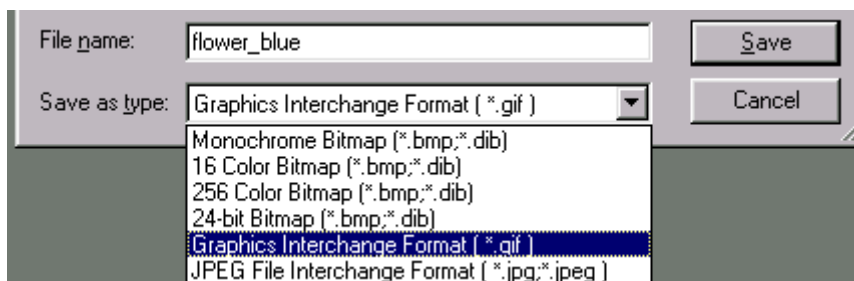 File name: flower_blue Save
Save as type: Graphics Interchange Format ( *.gif ) Cancel
Monochrome Bitmap (*.bmp;*.dib)
16 Color Bitmap (*.bmp;*.dib)
256 Color Bitmap (*.bmp;*.dib)
24-bit Bitmap (*.bmp;*.dib)
Graphics Interchange Format ( *.gif )
JPEG File Interchange Format ( *.jpg;*.jpeg )